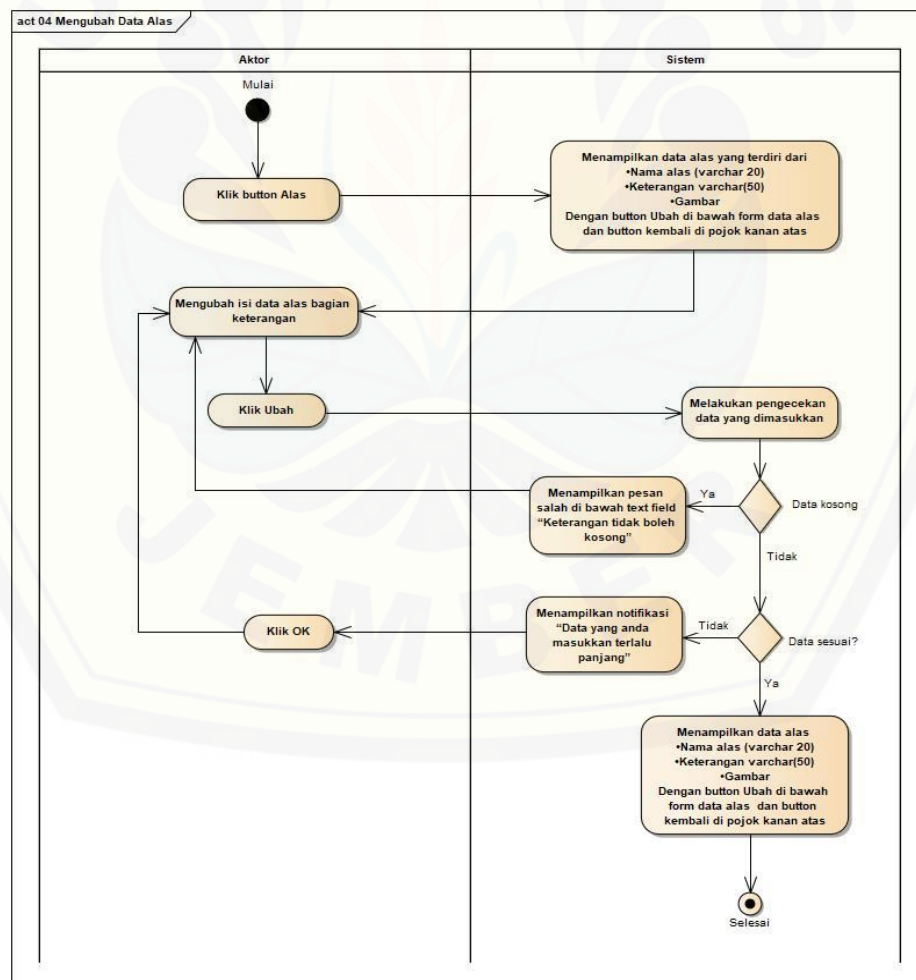 act 04 Mengubah Data Alas
Aktor
Sistem
Mulai
Klik button Alas
Menampilkan data alas yang terdiri dari
•Nama alas (varchar 20)
•Keterangan varchar(50)
•Gambar
Dengan button Ubah di bawah form data alas
dan button kembali di pojok kanan atas
Mengubah isi data alas bagian
keterangan
Klik Ubah
Melakukan pengecekan
data yang dimasukkan
Data kosong
Ya
Menampilkan pesan
salah di bawah text field
“Keterangan tidak boleh
kosong”
Tidak
Data sesuai?
Tidak
Menampilkan notifikasi
“Data yang anda
masukkan terlalu
panjang”
Klik OK
Ya
Menampilkan data alas
•Nama alas (varchar 20)
•Keterangan varchar(50)
•Gambar
Dengan button Ubah di bawah
form data alas dan button
kembali di pojok kanan atas
Selesai
JEMBER